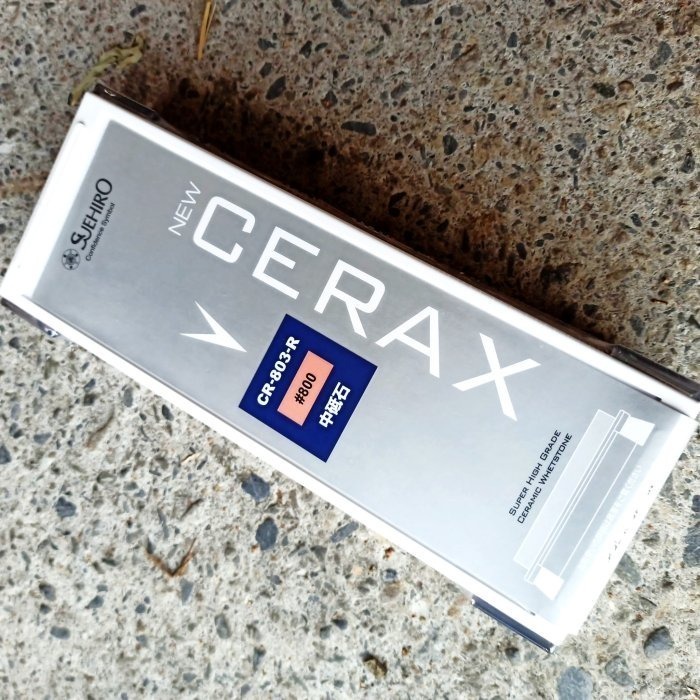 SUEHIRO
Confidence Symbol
NEW
CERAX
CR-803-R
#800
中砥石
SUPER HIGH GRADE
CERAMIC WHETSTONE